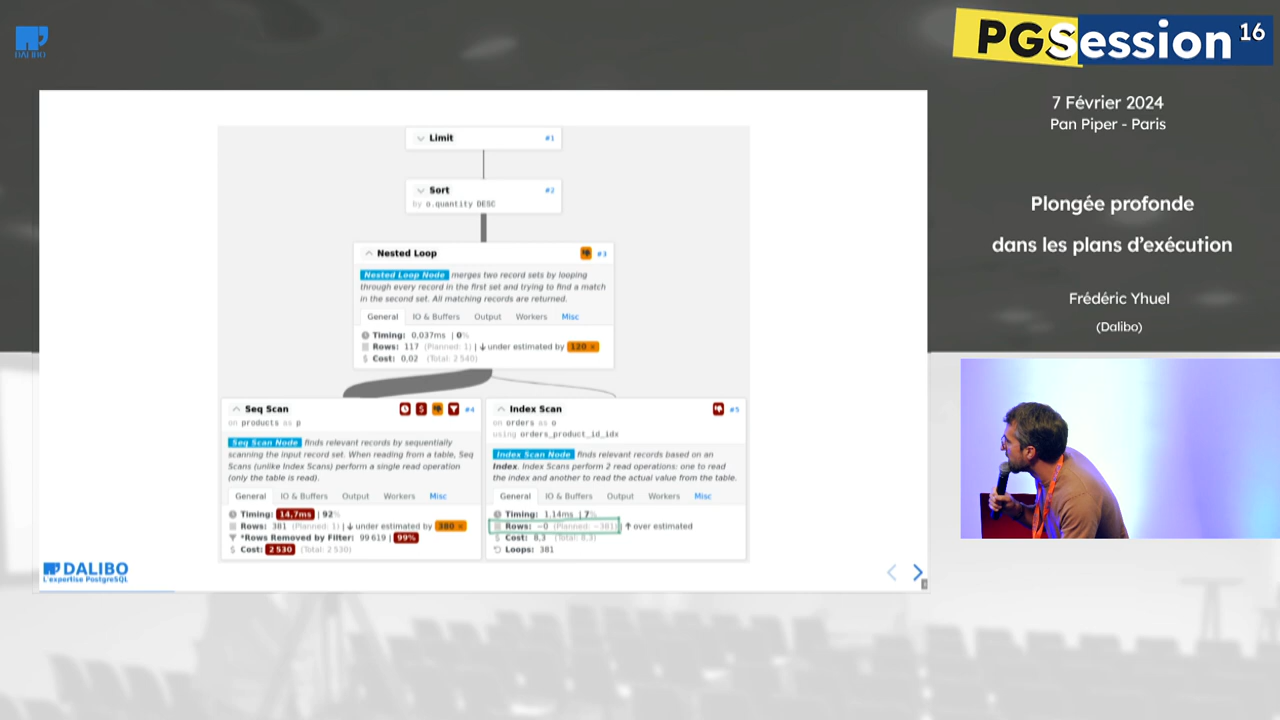 DALIBO
PGSession 16
7 Février 2024
Pan Piper - Paris
Plongée profonde
dans les plans d'exécution
Frédéric Yhuel
(Dalibo)
Limit #1
Sort #2
by o.quantity DESC
Nested Loop #3
Nested Loop Node merges two record sets by looping
through every record in the first set and trying to find a match
in the second set. All matching records are returned.
General IO & Buffers Output Workers Misc
Timing: 0,037ms | 0%
Rows: 117 (Planned: 1) | ↓ under estimated by 120 ×
Cost: 0,02 (Total: 2 540)
Seq Scan $ #4
on products as p
Seq Scan Node finds relevant records by sequentially
scanning the input record set. When reading from a table, Seq
Scans (unlike Index Scans) perform a single read operation
(only the table is read).
General IO & Buffers Output Workers Misc
Timing: 14,7ms | 92%
Rows: 381 (Planned: 1) | ↓ under estimated by 380 ×
*Rows Removed by Filter: 99 619 | 99%
$ Cost: 2 530 (Total: 2 530)
Index Scan #5
on orders as o
using orders_product_id_idx
Index Scan Node finds relevant records based on an
Index. Index Scans perform 2 read operations: one to read
the index and another to read the actual value from the table.
General IO & Buffers Output Workers Misc
Timing: 1,14ms | 7%
Rows: ~0 (Planned: ~381) | ↑ over estimated
$ Cost: 8,3 (Total: 8,3)
Loops: 381
DALIBO
L'expertise PostgreSQL